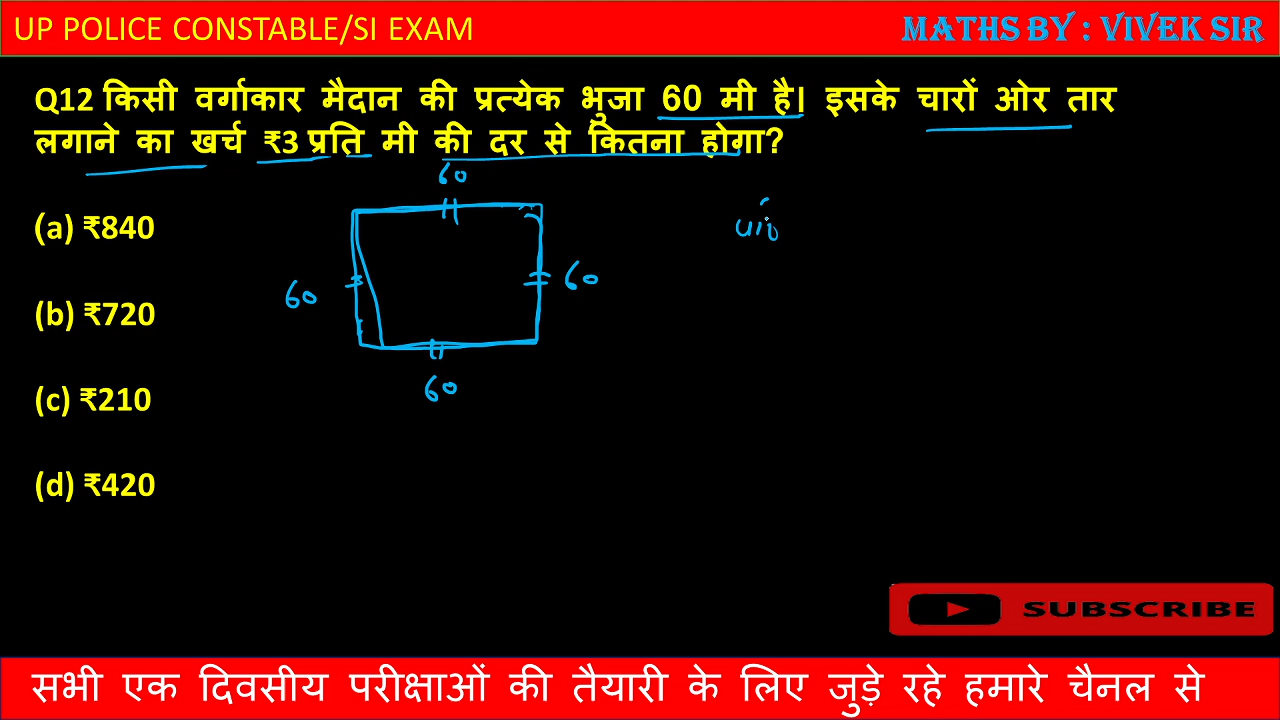 UP POLICE CONSTABLE/SI EXAM
MATHS BY : VIVEK SIR
Q12 किसी वर्गाकार मैदान की प्रत्येक भुजा 60 मी है। इसके चारों ओर तार
लगाने का खर्च ₹3 प्रति मी की दर से कितना होगा?
60
(a) ₹840
60
60
(b) ₹720
60
(c) ₹210
(d) ₹420
SUBSCRIBE
सभी एक दिवसीय परीक्षाओं की तैयारी के लिए जुड़े रहे हमारे चैनल से